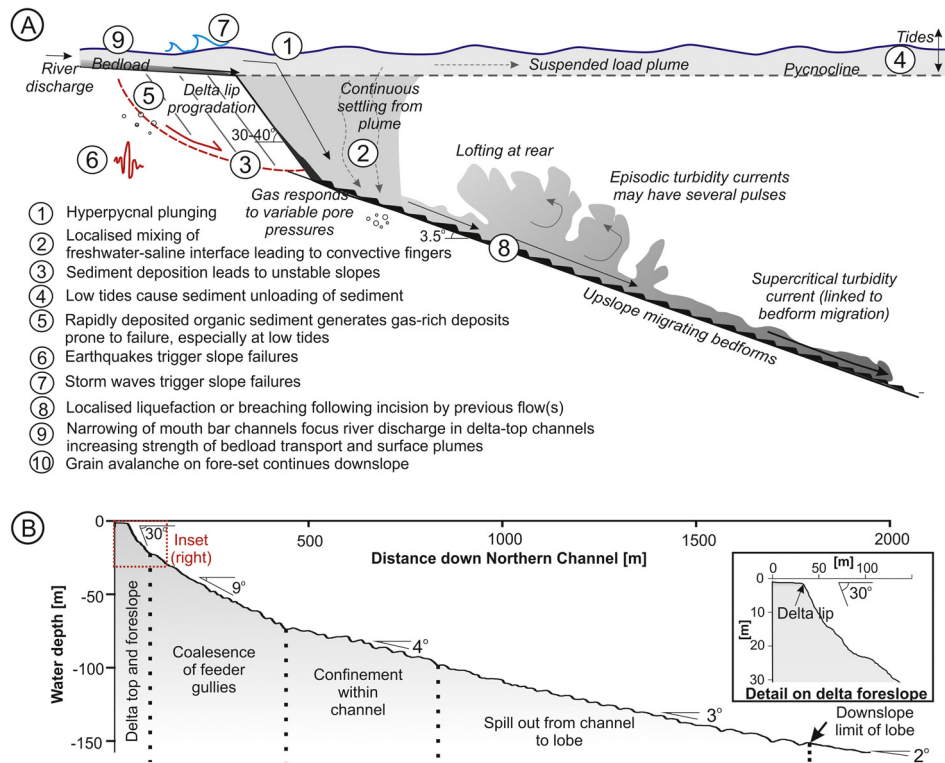 A
9
7
1
Tides
4
River
discharge
Bedload
Suspended load plume
Pycnocline
5
Delta lip
progradation
Continuous
settling from
plume
30-40°
2
6
3
Lofting at rear
Episodic turbidity currents
may have several pulses
Gas responds
to variable pore
pressures
3.5°
8
Supercritical turbidity
current (linked to
bedform migration)
Upslope migrating bedforms
1 Hyperpycnal plunging
2 Localised mixing of
freshwater-saline interface leading to convective fingers
3 Sediment deposition leads to unstable slopes
4 Low tides cause sediment unloading of sediment
5 Rapidly deposited organic sediment generates gas-rich deposits
prone to failure, especially at low tides
6 Earthquakes trigger slope failures
7 Storm waves trigger slope failures
8 Localised liquefaction or breaching following incision by previous flow(s)
9 Narrowing of mouth bar channels focus river discharge in delta-top channels
increasing strength of bedload transport and surface plumes
10 Grain avalanche on fore-set continues downslope
B
0
500
1000
1500
2000
Distance down Northern Channel [m]
30°
Inset
(right)
9°
4°
3°
2°
-50
-100
-150
Water depth [m]
Delta top and foreslope
Coalesence
of feeder
gullies
Confinement
within
channel
Spill out from channel
to lobe
Downslope
limit of lobe
[m]
0
50
100
0
10
20
30
[m]
30°
Delta lip
Detail on delta foreslope